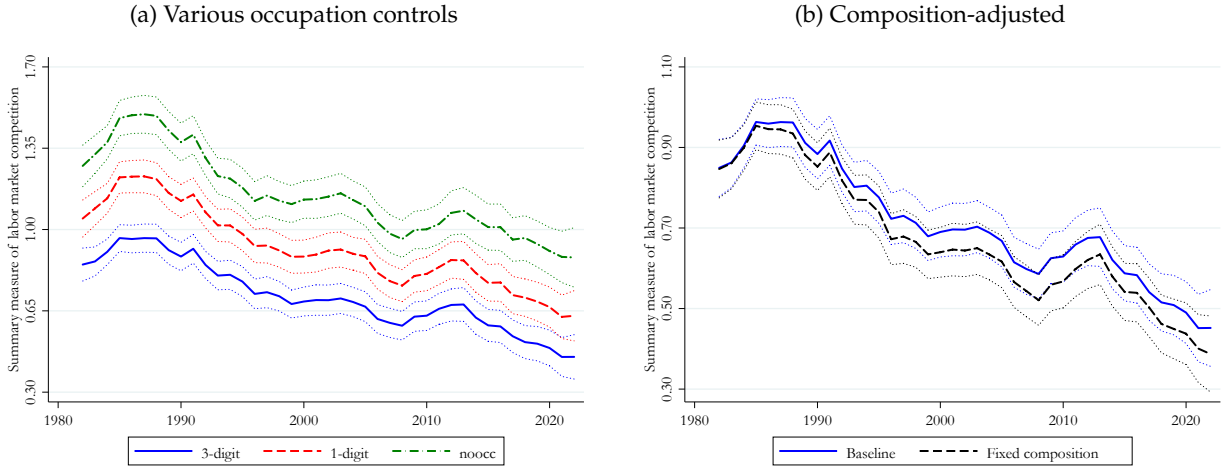 (a) Various occupation controls
Summary measure of labor market competition
1.70
1.35
1.00
0.65
0.30
1980
1990
2000
2010
2020
3-digit
1-digit
noocc
(b) Composition-adjusted
Summary measure of labor market competition
1.10
0.90
0.70
0.50
0.30
1980
1990
2000
2010
2020
Baseline
Fixed composition